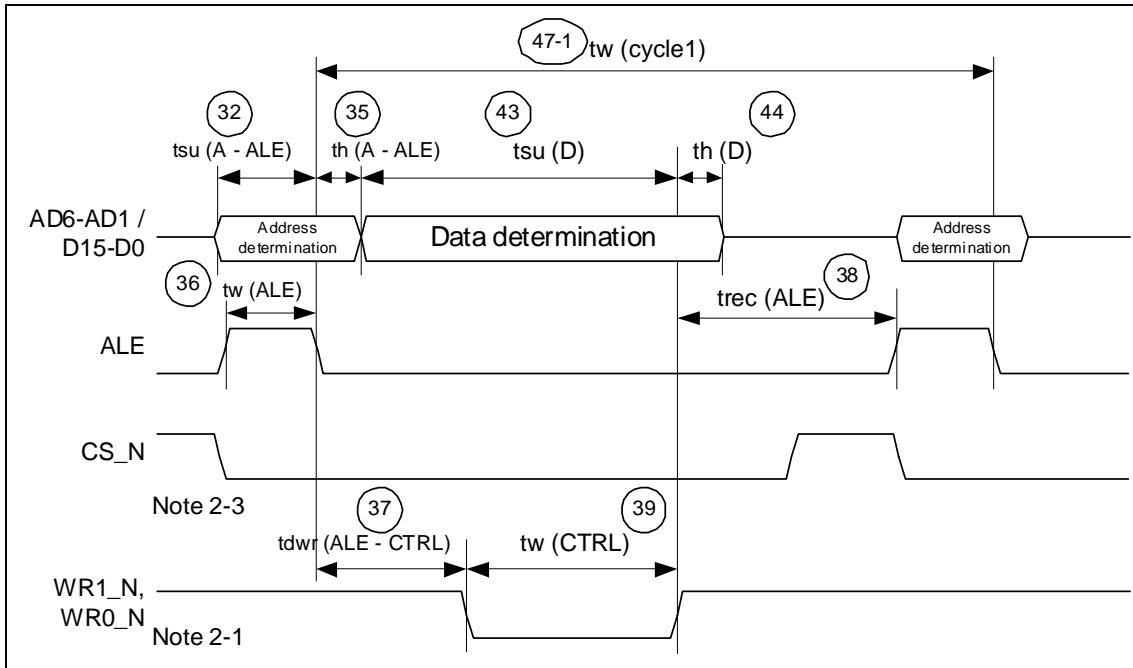 47-1 tw (cycle1)
32 35 43 44
tsu (A - ALE) th (A - ALE) tsu (D) th (D)
AD6-AD1 /
D15-D0
Address
determination
Data determination
Address
determination
36 tw (ALE) trec (ALE) 38
ALE
CS_N
Note 2-3
37 39
tdwr (ALE - CTRL) tw (CTRL)
WR1_N,
WR0_N
Note 2-1